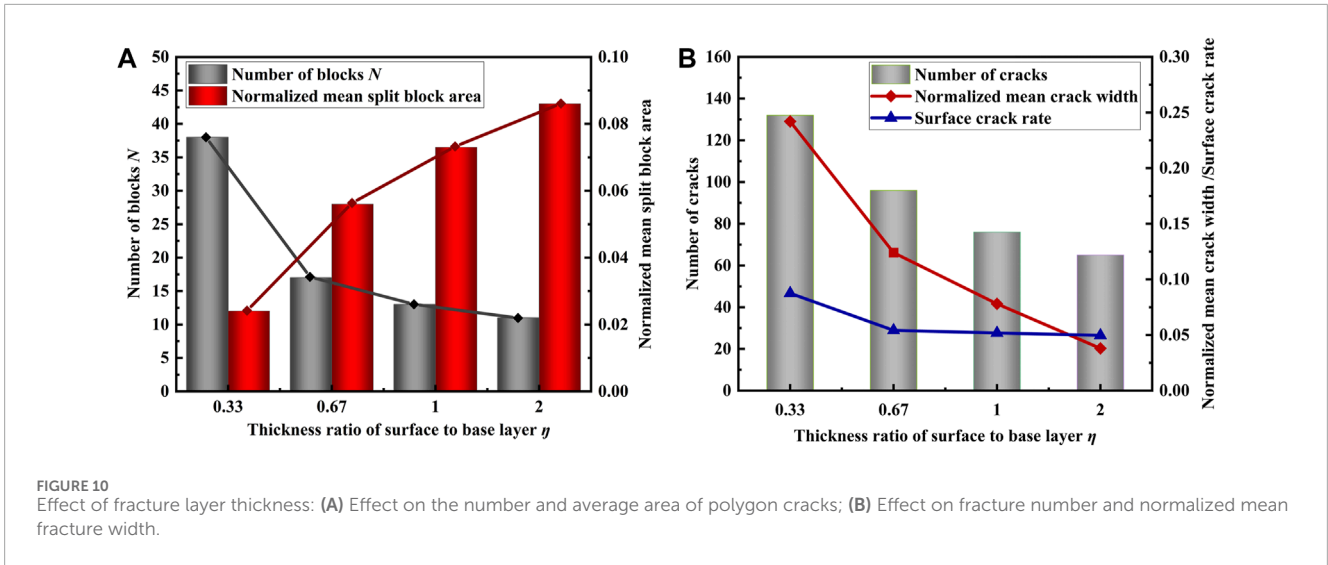 A
50
45
40
35
30
25
20
15
10
5
0
Number of blocks N
Number of blocks N
Normalized mean split block area
0.10
0.08
0.06
0.04
0.02
0.00
Normalized mean split block area
0.33 0.67 1 2
Thickness ratio of surface to base layer η
B
160
140
120
100
80
60
40
20
0
Number of cracks
Number of cracks
Normalized mean crack width
Surface crack rate
0.30
0.25
0.20
0.15
0.10
0.05
0.00
Normalized mean crack width /Surface crack rate
0.33 0.67 1 2
Thickness ratio of surface to base layer η
FIGURE 10
Effect of fracture layer thickness: (A) Effect on the number and average area of polygon cracks; (B) Effect on fracture number and normalized mean
fracture width.